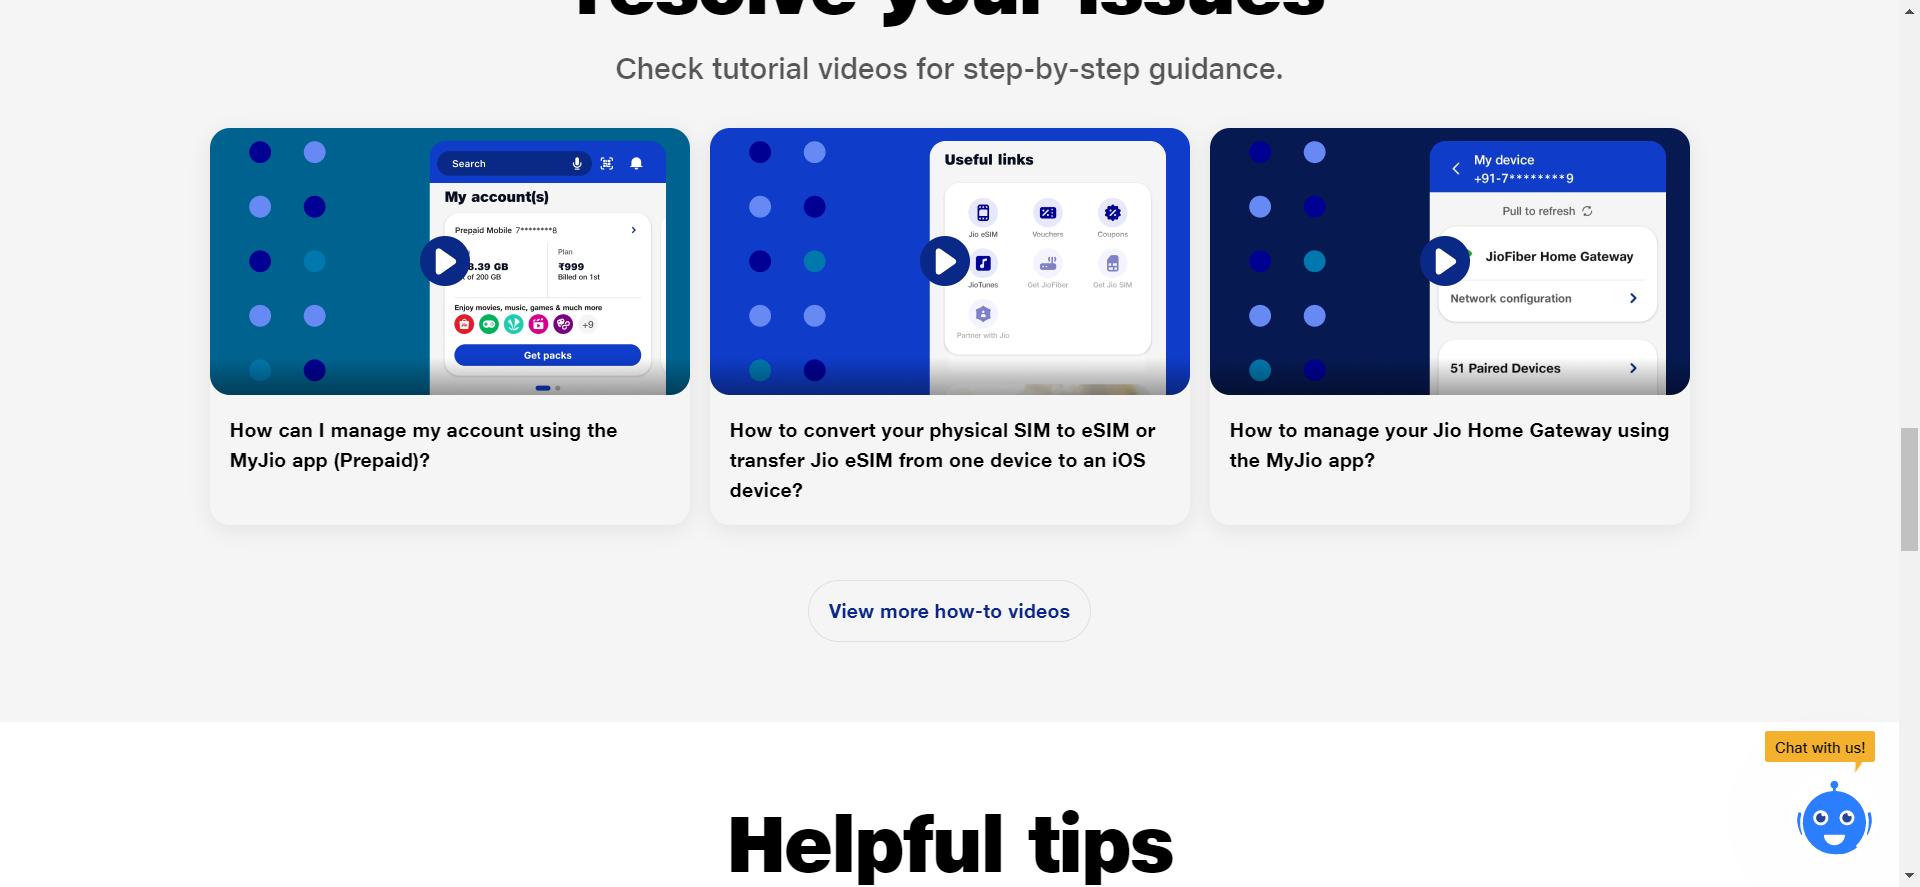 resolve your issues
Check tutorial videos for step-by-step guidance.
Search
My account(s)
Prepaid Mobile 7********8
Plan
8.39 GB
₹999
of 200 GB
Billed on 1st
Enjoy movies, music, games & much more
+9
Get packs
How can I manage my account using the
MyJio app (Prepaid)?
Useful links
Jio eSIM
Vouchers
Coupons
JioTunes
Get JioFiber
Get Jio SIM
Partner with Jio
How to convert your physical SIM to eSIM or
transfer Jio eSIM from one device to an iOS
device?
My device
+91-7********9
Pull to refresh
JioFiber Home Gateway
Network configuration
51 Paired Devices
How to manage your Jio Home Gateway using
the MyJio app?
View more how-to videos
Chat with us!
Helpful tips